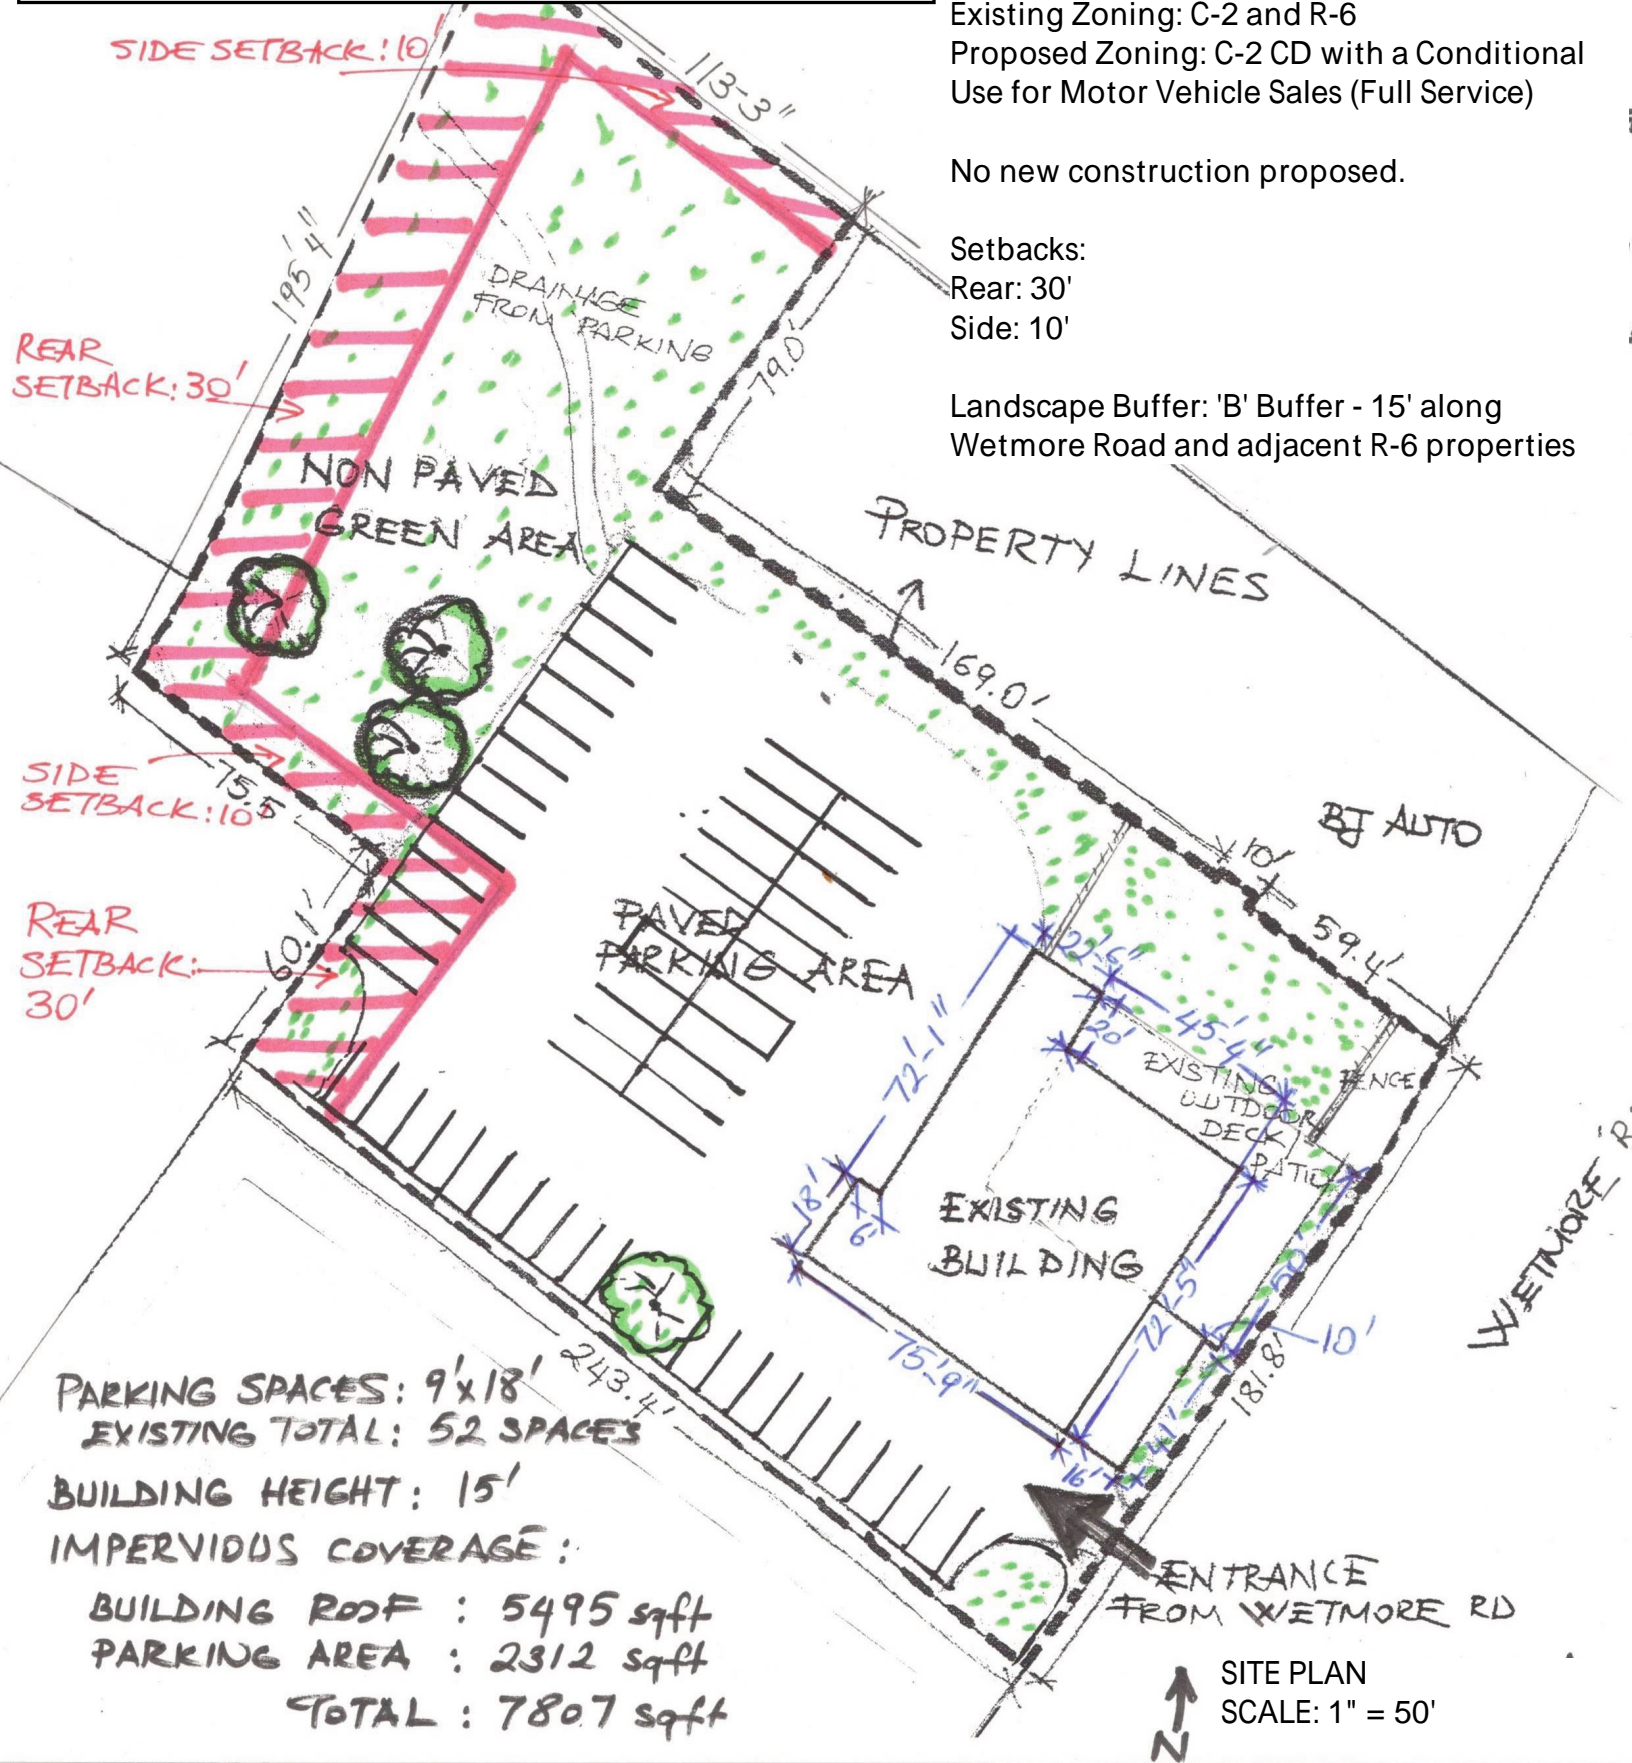 Existing Zoning: C-2 and R-6
Proposed Zoning: C-2 CD with a Conditional
Use for Motor Vehicle Sales (Full Service)
No new construction proposed.
Setbacks:
Rear: 30'
Side: 10'
Landscape Buffer: 'B' Buffer - 15' along
Wetmore Road and adjacent R-6 properties
SIDE SETBACK: 10'
113-3"
195'4"
DRAINAGE
FROM PARKING
79.0'
REAR
SETBACK: 30'
NON PAVED
GREEN AREA
PROPERTY LINES
169.0'
SIDE
SETBACK: 10'
75.5
BJ AUTO
10'
59.4'
REAR
SETBACK:
30'
60.1'
PAVED
PARKING AREA
22'6"
45'-4"
20'
72'-1"
EXISTING
OUTDOOR
DECK
PATIO
FENCE
WETMORE
18'
6'
EXISTING
BUILDING
72'-5"
50'
10'
181.8'
75'-9"
41'
16'
243.4'
PARKING SPACES: 9'x18'
EXISTING TOTAL: 52 SPACES
BUILDING HEIGHT: 15'
IMPERVIOUS COVERAGE:
BUILDING ROOF : 5495 sqft
PARKING AREA : 2312 sqft
TOTAL : 7807 sqft
ENTRANCE
FROM WETMORE RD
SITE PLAN
SCALE: 1" = 50'
N